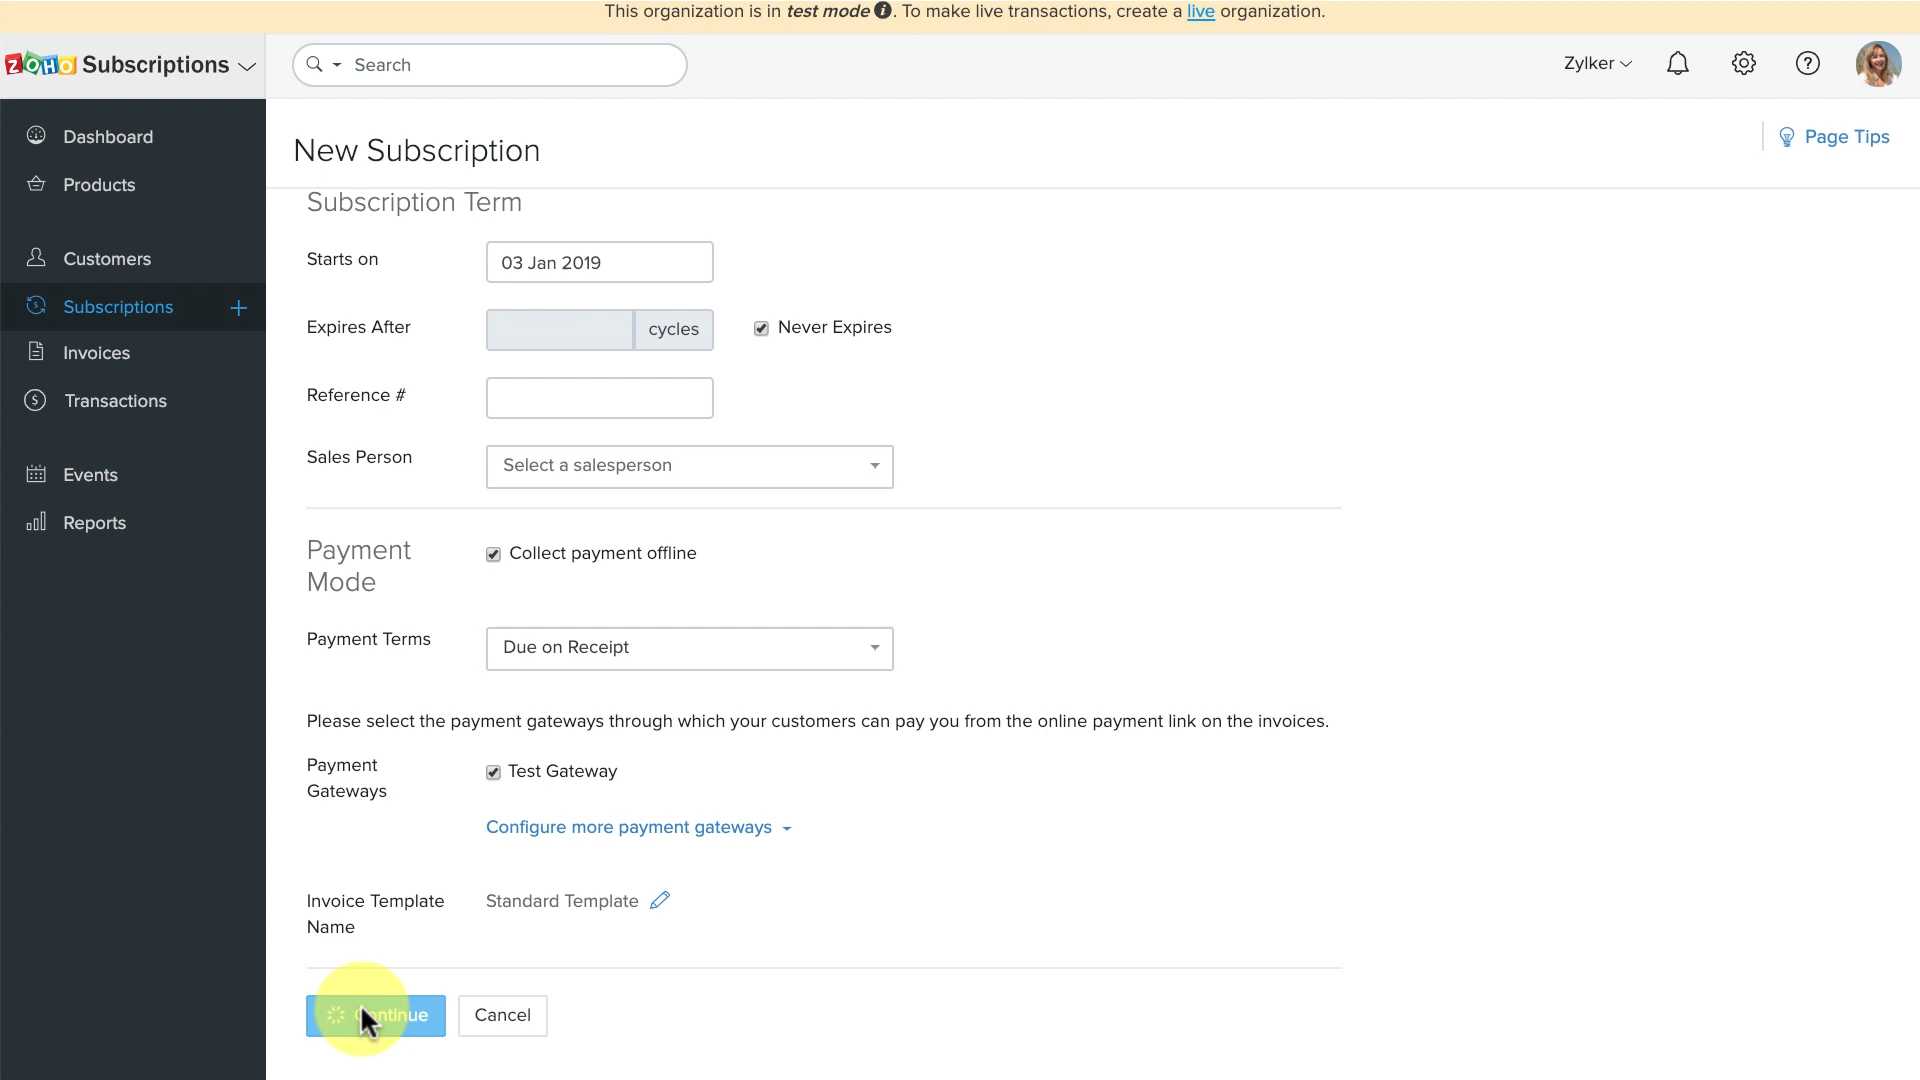 This organization is in test mode. To make live transactions, create a live organization.
ZOHO Subscriptions
Search
Zylker
Dashboard
Products
Customers
Subscriptions
Invoices
Transactions
Events
Reports
New Subscription
Page Tips
Subscription Term
Starts on
03 Jan 2019
Expires After
cycles
Never Expires
Reference #
Sales Person
Select a salesperson
Payment
Mode
Collect payment offline
Payment Terms
Due on Receipt
Please select the payment gateways through which your customers can pay you from the online payment link on the invoices.
Payment
Gateways
Test Gateway
Configure more payment gateways
Invoice Template
Name
Standard Template
Continue
Cancel